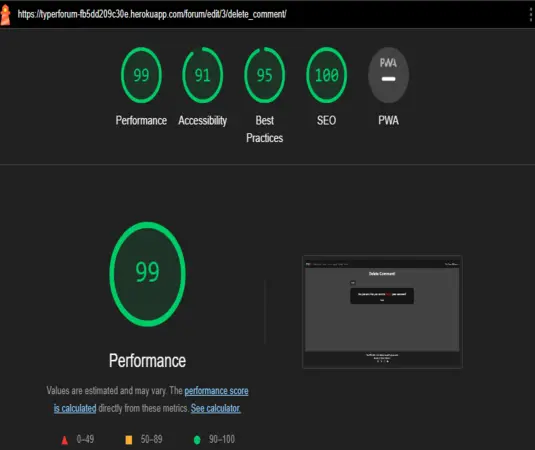 https://typerforum-fb5dd209c30e.herokuapp.com/forum/edit/3/delete_comment/
99 91 95 100 PWA
Performance Accessibility Best Practices SEO PWA
99
Delete Comment
Performance
Values are estimated and may vary. The performance score
is calculated directly from these metrics. See calculator.
0–49 50–89 90–100